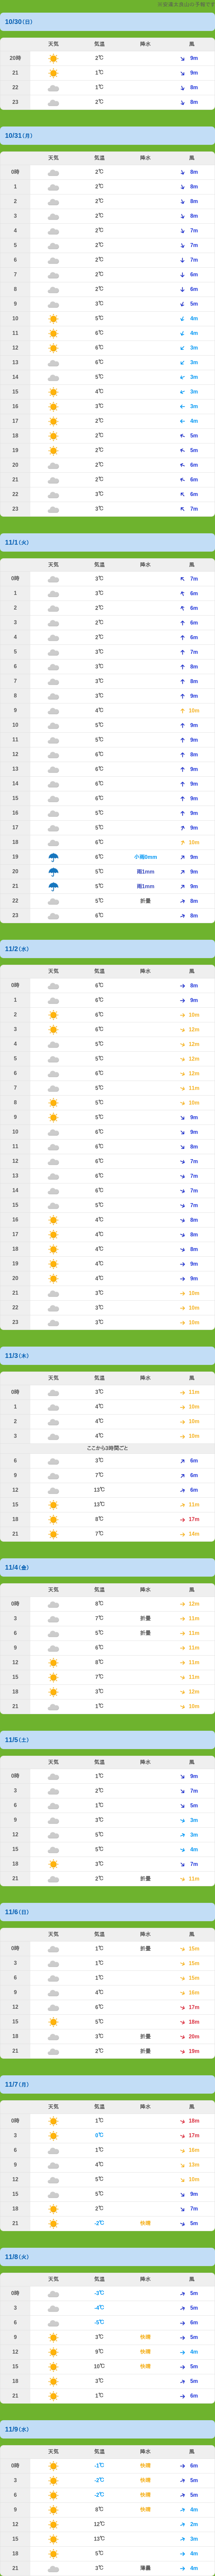 10/30（日）
天気 気温 降水 風
20時 2℃ 9m
21 1℃ 9m
22 1℃ 8m
23 2℃ 8m
10/31（月）
天気 気温 降水 風
0時 2℃ 8m
1 2℃ 8m
2 2℃ 8m
3 2℃ 8m
4 2℃ 7m
5 2℃ 7m
6 2℃ 7m
7 2℃ 6m
8 2℃ 6m
9 3℃ 5m
10 5℃ 4m
11 6℃ 4m
12 6℃ 3m
13 6℃ 3m
14 5℃ 3m
15 4℃ 3m
16 3℃ 3m
17 2℃ 4m
18 2℃ 5m
19 2℃ 5m
20 2℃ 6m
21 2℃ 6m
22 3℃ 6m
23 3℃ 7m
11/1（火）
天気 気温 降水 風
0時 3℃ 7m
1 3℃ 6m
2 2℃ 6m
3 2℃ 6m
4 2℃ 6m
5 3℃ 7m
6 3℃ 8m
7 3℃ 8m
8 3℃ 9m
9 4℃ 10m
10 5℃ 9m
11 5℃ 9m
12 6℃ 8m
13 6℃ 9m
14 6℃ 9m
15 6℃ 9m
16 5℃ 9m
17 5℃ 9m
18 6℃ 10m
19 6℃ 小雨0mm 9m
20 5℃ 雨1mm 9m
21 5℃ 雨1mm 9m
22 5℃ 折曇 8m
23 6℃ 8m
11/2（水）
天気 気温 降水 風
0時 6℃ 8m
1 6℃ 9m
2 6℃ 10m
3 6℃ 12m
4 5℃ 12m
5 5℃ 12m
6 6℃ 12m
7 5℃ 11m
8 5℃ 10m
9 5℃ 9m
10 6℃ 9m
11 6℃ 8m
12 6℃ 7m
13 6℃ 7m
14 6℃ 7m
15 5℃ 7m
16 4℃ 8m
17 4℃ 8m
18 4℃ 8m
19 4℃ 9m
20 4℃ 9m
21 3℃ 10m
22 3℃ 10m
23 3℃ 10m
11/3（木）
天気 気温 降水 風
0時 3℃ 11m
1 4℃ 10m
2 4℃ 10m
3 4℃ 10m
ここから3時間ごと
6 3℃ 6m
9 7℃ 6m
12 13℃ 6m
15 13℃ 11m
18 8℃ 17m
21 7℃ 14m
11/4（金）
天気 気温 降水 風
0時 8℃ 12m
3 7℃ 折曇 11m
6 5℃ 折曇 11m
9 6℃ 11m
12 8℃ 11m
15 7℃ 11m
18 3℃ 12m
21 1℃ 10m
11/5（土）
天気 気温 降水 風
0時 1℃ 9m
3 2℃ 7m
6 1℃ 5m
9 3℃ 3m
12 5℃ 3m
15 5℃ 4m
18 3℃ 7m
21 2℃ 折曇 11m
11/6（日）
天気 気温 降水 風
0時 1℃ 折曇 15m
3 1℃ 15m
6 1℃ 15m
9 4℃ 16m
12 6℃ 17m
15 5℃ 18m
18 3℃ 折曇 20m
21 2℃ 折曇 19m
11/7（月）
天気 気温 降水 風
0時 1℃ 18m
3 0℃ 17m
6 1℃ 16m
9 4℃ 13m
12 5℃ 10m
15 5℃ 9m
18 2℃ 7m
21 -2℃ 快晴 5m
11/8（火）
天気 気温 降水 風
0時 -3℃ 5m
3 -4℃ 5m
6 -5℃ 6m
9 3℃ 快晴 5m
12 9℃ 快晴 4m
15 10℃ 快晴 5m
18 3℃ 5m
21 1℃ 6m
11/9（水）
天気 気温 降水 風
0時 -1℃ 快晴 6m
3 -2℃ 快晴 5m
6 -2℃ 快晴 5m
9 8℃ 快晴 4m
12 12℃ 2m
15 13℃ 3m
18 5℃ 4m
21 3℃ 薄曇 4m